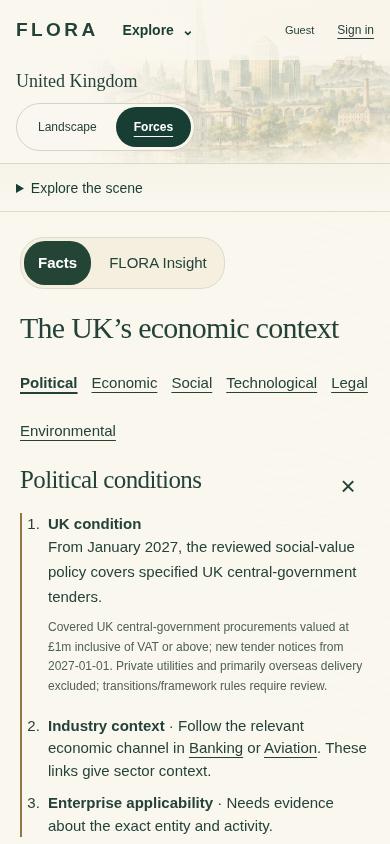 FLORA Explore Guest Sign in
United Kingdom
Landscape Forces
Explore the scene
Facts FLORA Insight
The UK’s economic context
Political Economic Social Technological Legal
Environmental
Political conditions ✕
1. UK condition
From January 2027, the reviewed social-value
policy covers specified UK central-government
tenders.
Covered UK central-government procurements valued at
£1m inclusive of VAT or above; new tender notices from
2027-01-01. Private utilities and primarily overseas delivery
excluded; transitions/framework rules require review.
2. Industry context · Follow the relevant
economic channel in Banking or Aviation. These
links give sector context.
3. Enterprise applicability · Needs evidence
about the exact entity and activity.